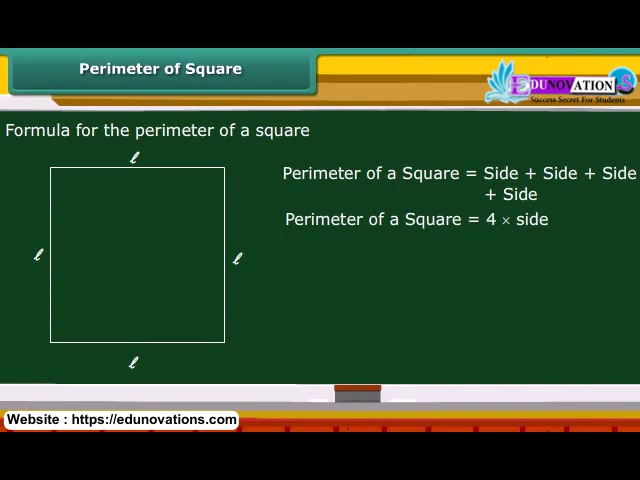 Perimeter of Square
EDUNOVATIONS
Success Secret For Students
Formula for the perimeter of a square
ℓ
Perimeter of a Square = Side + Side + Side
+ Side
Perimeter of a Square = 4 × side
ℓ
ℓ
ℓ
Website : https://edunovations.com